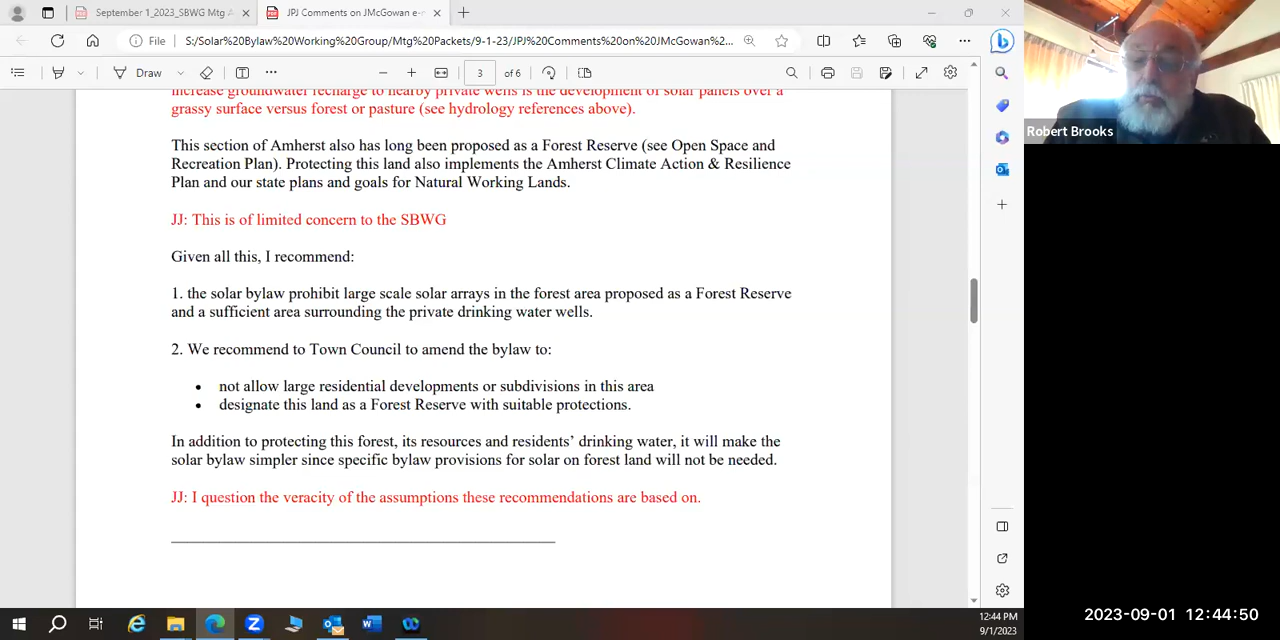 September 1_2023_SBWG Mtg A
JPJ Comments on JMcGowan e-r
File
S:/Solar%20Bylaw%20Working%20Group/Mtg%20Packets/9-1-23/JPJ%20Comments%20on%20JMcGowan%2...
Draw
3
of 6
increase groundwater recharge to nearby private wells is the development of solar panels over a
grassy surface versus forest or pasture (see hydrology references above).
This section of Amherst also has long been proposed as a Forest Reserve (see Open Space and
Recreation Plan). Protecting this land also implements the Amherst Climate Action & Resilience
Plan and our state plans and goals for Natural Working Lands.
JJ: This is of limited concern to the SBWG
Given all this, I recommend:
1. the solar bylaw prohibit large scale solar arrays in the forest area proposed as a Forest Reserve
and a sufficient area surrounding the private drinking water wells.
2. We recommend to Town Council to amend the bylaw to:
• not allow large residential developments or subdivisions in this area
• designate this land as a Forest Reserve with suitable protections.
In addition to protecting this forest, its resources and residents’ drinking water, it will make the
solar bylaw simpler since specific bylaw provisions for solar on forest land will not be needed.
JJ: I question the veracity of the assumptions these recommendations are based on.
Robert Brooks
12:44 PM
9/1/2023
2023-09-01 12:44:50